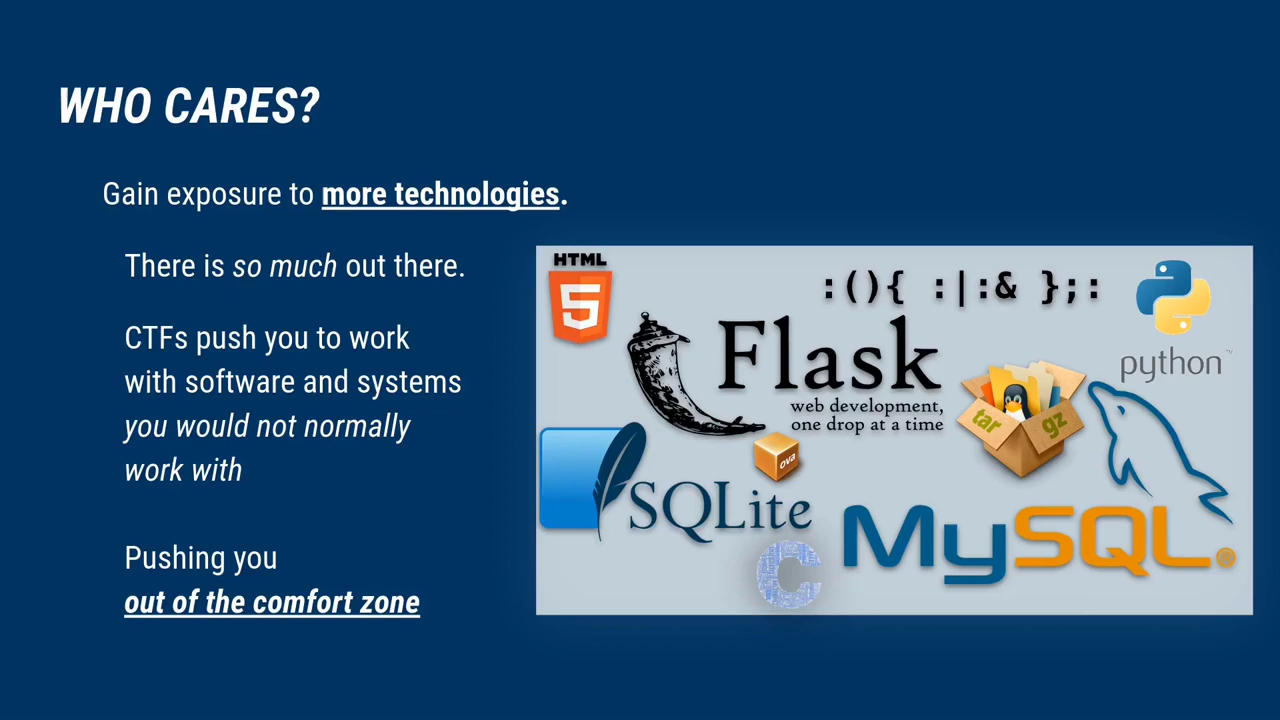 WHO CARES?
Gain exposure to more technologies.
There is so much out there.
CTFs push you to work
with software and systems
you would not normally
work with
Pushing you
out of the comfort zone
HTML
5
:(){ :|:& };:
python™
Flask
web development,
one drop at a time
tar
gz
ova
SQLite
MySQL®
C